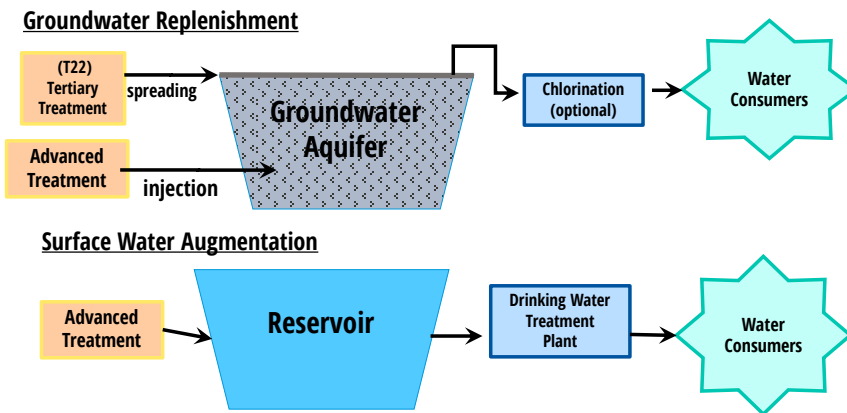 Groundwater Replenishment
(T22)
Tertiary
Treatment
spreading
Groundwater
Aquifer
Chlorination
(optional)
Water
Consumers
Advanced
Treatment
injection
Surface Water Augmentation
Advanced
Treatment
Reservoir
Drinking Water
Treatment
Plant
Water
Consumers